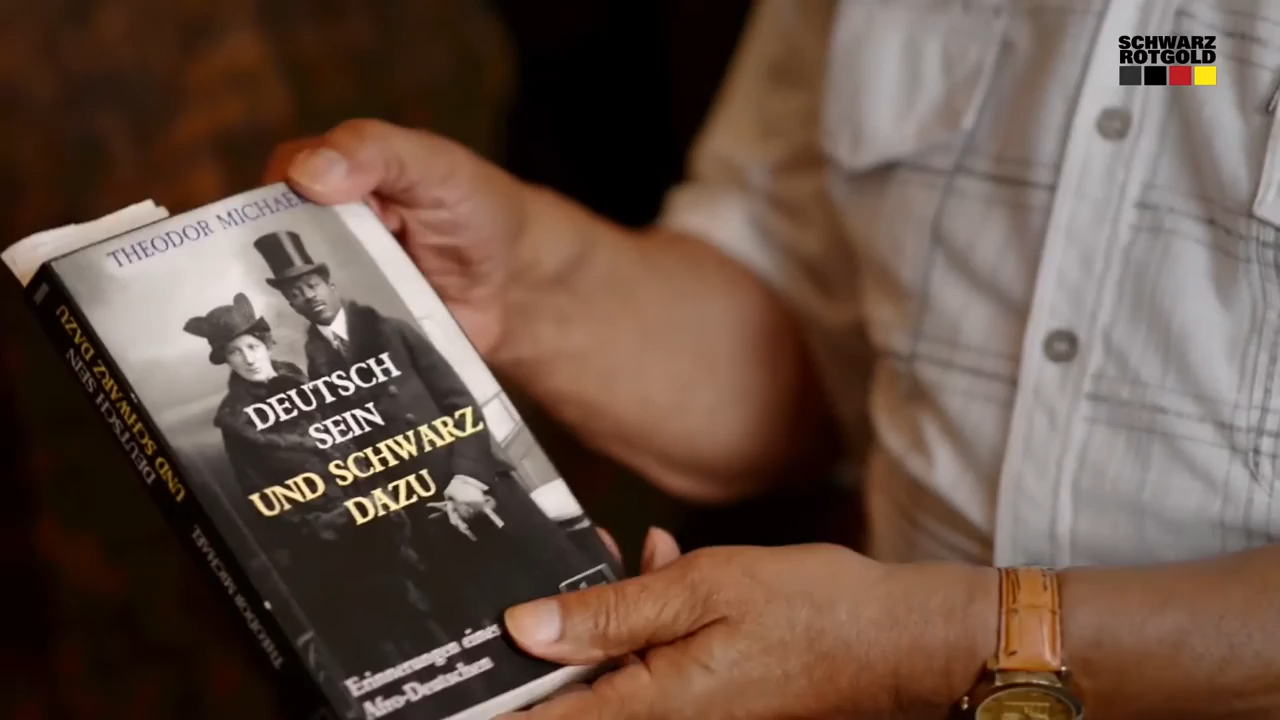 SCHWARZ
ROTGOLD
THEODOR MICHAEL
DEUTSCH
SEIN
UND SCHWARZ
DAZU
Erinnerungen eines
Afro-Deutschen
DEUTSCH SEIN
UND SCHWARZ DAZU
THEODOR MICHAEL